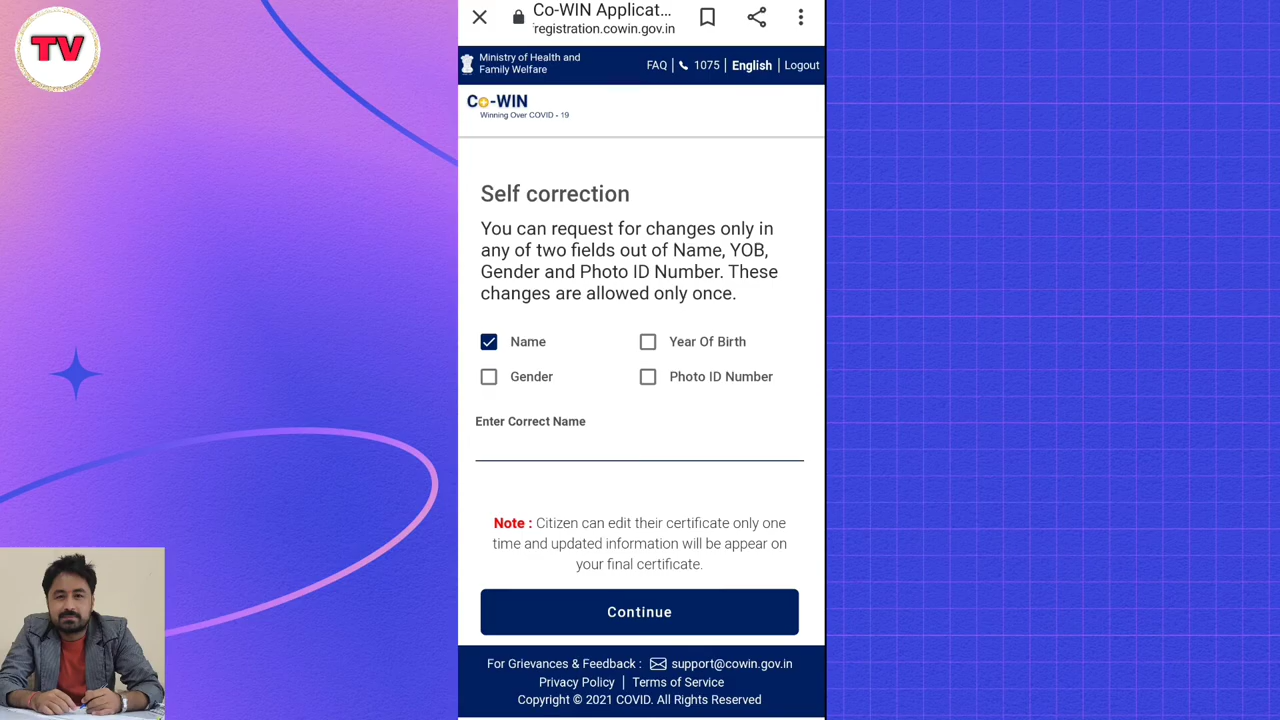 TV
Co-WIN Applicat...
registration.cowin.gov.in
Ministry of Health and
Family Welfare
FAQ | 1075 | English | Logout
Co-WIN
Winning Over COVID - 19
Self correction
You can request for changes only in
any of two fields out of Name, YOB,
Gender and Photo ID Number. These
changes are allowed only once.
Name
Year Of Birth
Gender
Photo ID Number
Enter Correct Name
Note : Citizen can edit their certificate only one
time and updated information will be appear on
your final certificate.
Continue
For Grievances & Feedback : support@cowin.gov.in
Privacy Policy | Terms of Service
Copyright © 2021 COVID. All Rights Reserved